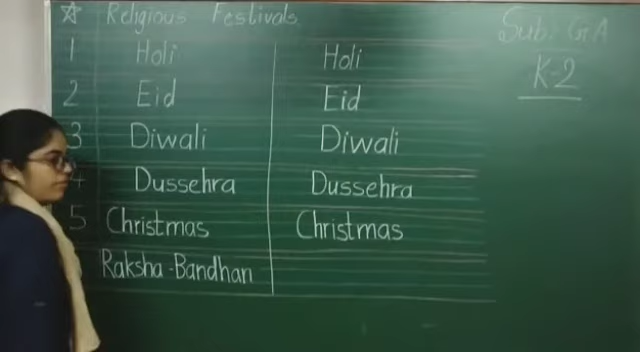 ☆ Religious Festivals
Sub: GA
K-2
1 Holi Holi
2 Eid Eid
3 Diwali Diwali
4 Dussehra Dussehra
5 Christmas Christmas
Raksha-Bandhan